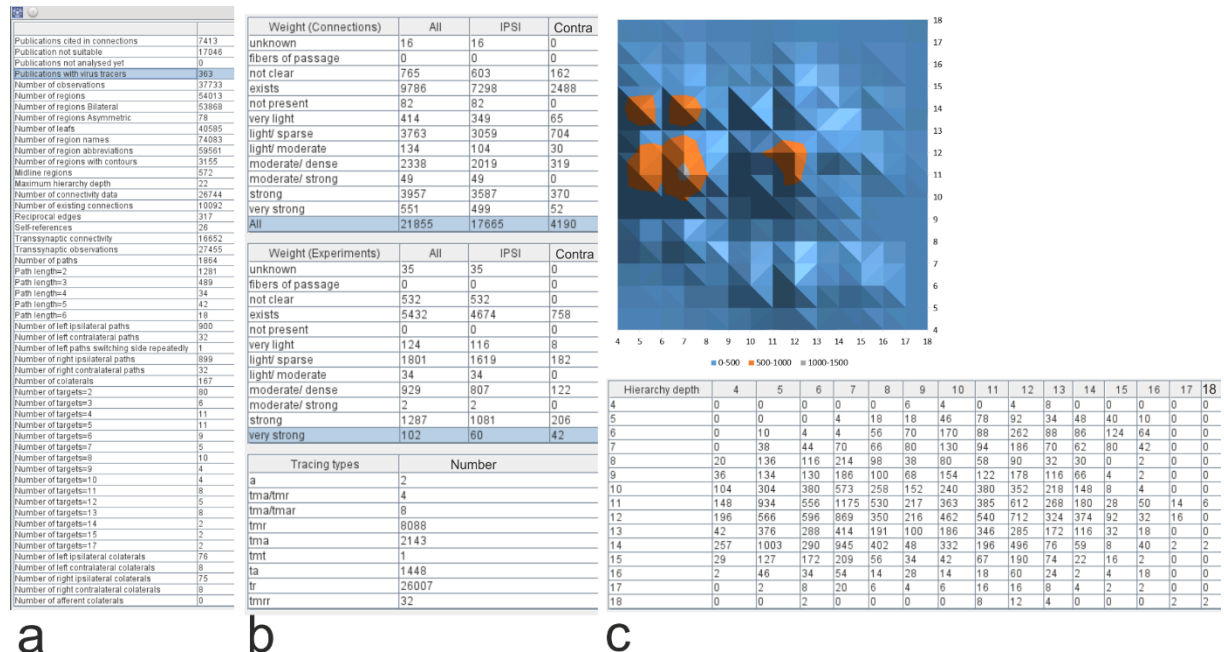 Publications cited in connections 7413
Publication not suitable 17046
Publications not analysed yet 0
Publications with virus tracers 363
Number of observations 37733
Number of regions 54013
Number of regions Bilateral 53868
Number of regions Asymmetric 78
Number of leafs 40585
Number of region names 74083
Number of region abbreviations 59561
Number of regions with contours 3155
Midline regions 572
Maximum hierarchy depth 22
Number of connectivity data 26744
Number of existing connections 10092
Reciprocal edges 317
Self-references 26
Transsynaptic connectivity 16652
Transsynaptic observations 27455
Number of paths 1864
Path length=2 1281
Path length=3 489
Path length=4 34
Path length=5 42
Path length=6 18
Number of left ipsilateral paths 900
Number of left contralateral paths 32
Number of left paths switching side repeatedly 1
Number of right ipsilateral paths 899
Number of right contralateral paths 32
Number of colaterals 167
Number of targets=2 80
Number of targets=3 6
Number of targets=4 11
Number of targets=5 11
Number of targets=6 9
Number of targets=7 5
Number of targets=8 10
Number of targets=9 4
Number of targets=10 4
Number of targets=11 8
Number of targets=12 5
Number of targets=13 8
Number of targets=14 2
Number of targets=15 2
Number of targets=17 2
Number of left ipsilateral colaterals 76
Number of left contralateral colaterals 8
Number of right ipsilateral colaterals 75
Number of right contralateral colaterals 8
Number of afferent colaterals 0
a
Weight (Connections) All IPSI Contra
unknown 16 16 0
fibers of passage 0 0 0
not clear 765 603 162
exists 9786 7298 2488
not present 82 82 0
very light 414 349 65
light/ sparse 3763 3059 704
light/ moderate 134 104 30
moderate/ dense 2338 2019 319
moderate/ strong 49 49 0
strong 3957 3587 370
very strong 551 499 52
All 21855 17665 4190
Weight (Experiments) All IPSI Contra
unknown 35 35 0
fibers of passage 0 0 0
not clear 532 532 0
exists 5432 4674 758
not present 0 0 0
very light 124 116 8
light/ sparse 1801 1619 182
light/ moderate 34 34 0
moderate/ dense 929 807 122
moderate/ strong 2 2 0
strong 1287 1081 206
very strong 102 60 42
Tracing types Number
a 2
tma/tmr 4
tma/tmar 8
tmr 8088
tma 2143
tmt 1
ta 1448
tr 26007
tmrr 32
b
18
17
16
15
14
13
12
11
10
9
8
7
6
5
4
4 5 6 7 8 9 10 11 12 13 14 15 16 17 18
0-500 500-1000 1000-1500
Hierarchy depth 4 5 6 7 8 9 10 11 12 13 14 15 16 17 18
4 0 0 0 0 0 6 4 0 4 8 0 0 0 0 0
5 0 0 0 4 18 18 46 78 92 34 48 40 10 0 0
6 0 10 4 4 56 70 170 88 262 88 86 124 64 0 0
7 0 38 44 70 66 80 130 94 186 70 62 80 42 0 0
8 20 136 116 214 98 38 80 58 90 32 30 0 2 0 0
9 36 134 130 186 100 68 154 122 178 116 66 4 2 0 0
10 104 304 380 573 258 152 240 380 352 218 148 8 4 0 0
11 148 934 556 1175 530 217 363 385 612 268 180 28 50 14 6
12 196 566 596 869 350 216 462 540 712 324 374 92 32 16 0
13 42 376 288 414 191 100 186 346 285 172 116 32 18 0 0
14 257 1003 290 945 402 48 332 196 496 76 59 8 40 2 2
15 29 127 172 209 56 34 42 67 190 74 22 16 2 0 0
16 2 46 34 54 14 28 14 18 60 24 2 4 18 0 0
17 0 2 8 20 6 4 6 16 16 8 4 2 2 0 0
18 0 0 2 0 0 0 0 8 12 4 0 0 0 2 2
c